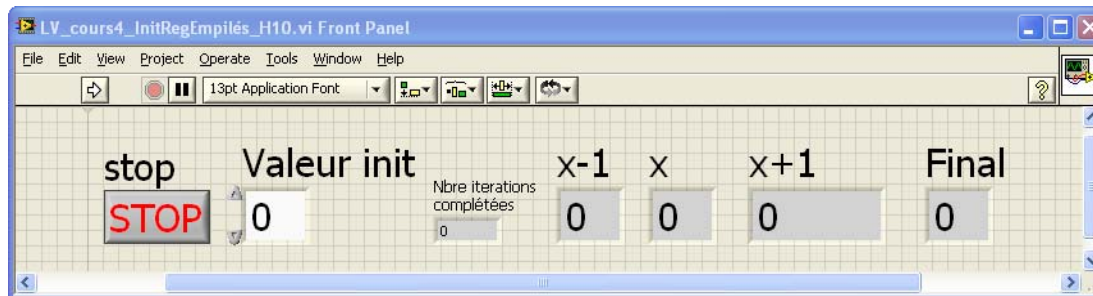 LV_cours4_InitRegEmpilés_H10.vi Front Panel
File Edit View Project Operate Tools Window Help
13pt Application Font
stop
Valeur init
Nbre iterations
complétées
x-1
x
x+1
Final
STOP
0
0
0
0
0
0